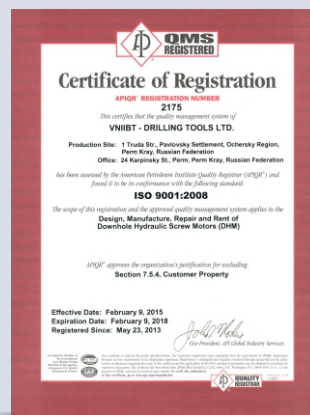 QMS
REGISTERED
Certificate of Registration
APIQR® REGISTRATION NUMBER
2175
This certifies that the quality management system of
VNIIBT - DRILLING TOOLS LTD.
Production Site: 1 Truda Str., Pavlovsky Settlement, Ochersky Region,
Perm Kray, Russian Federation
Office: 24 Karpinsky St., Perm, Perm Kray, Russian Federation
has been assessed by the American Petroleum Institute Quality Registrar (APIQR®) and
found it to be in conformance with the following standard
ISO 9001:2008
The scope of this registration and the approved quality management system applies to the
Design, Manufacture, Repair and Rent of
Downhole Hydraulic Screw Motors (DHM)
APIQR® approves the organization's justification for excluding:
Section 7.5.4, Customer Property
Effective Date: February 9, 2015
Expiration Date: February 9, 2018
Registered Since: May 23, 2013
Vice President, API Global Industry Services
QUALITY
REGISTRAR